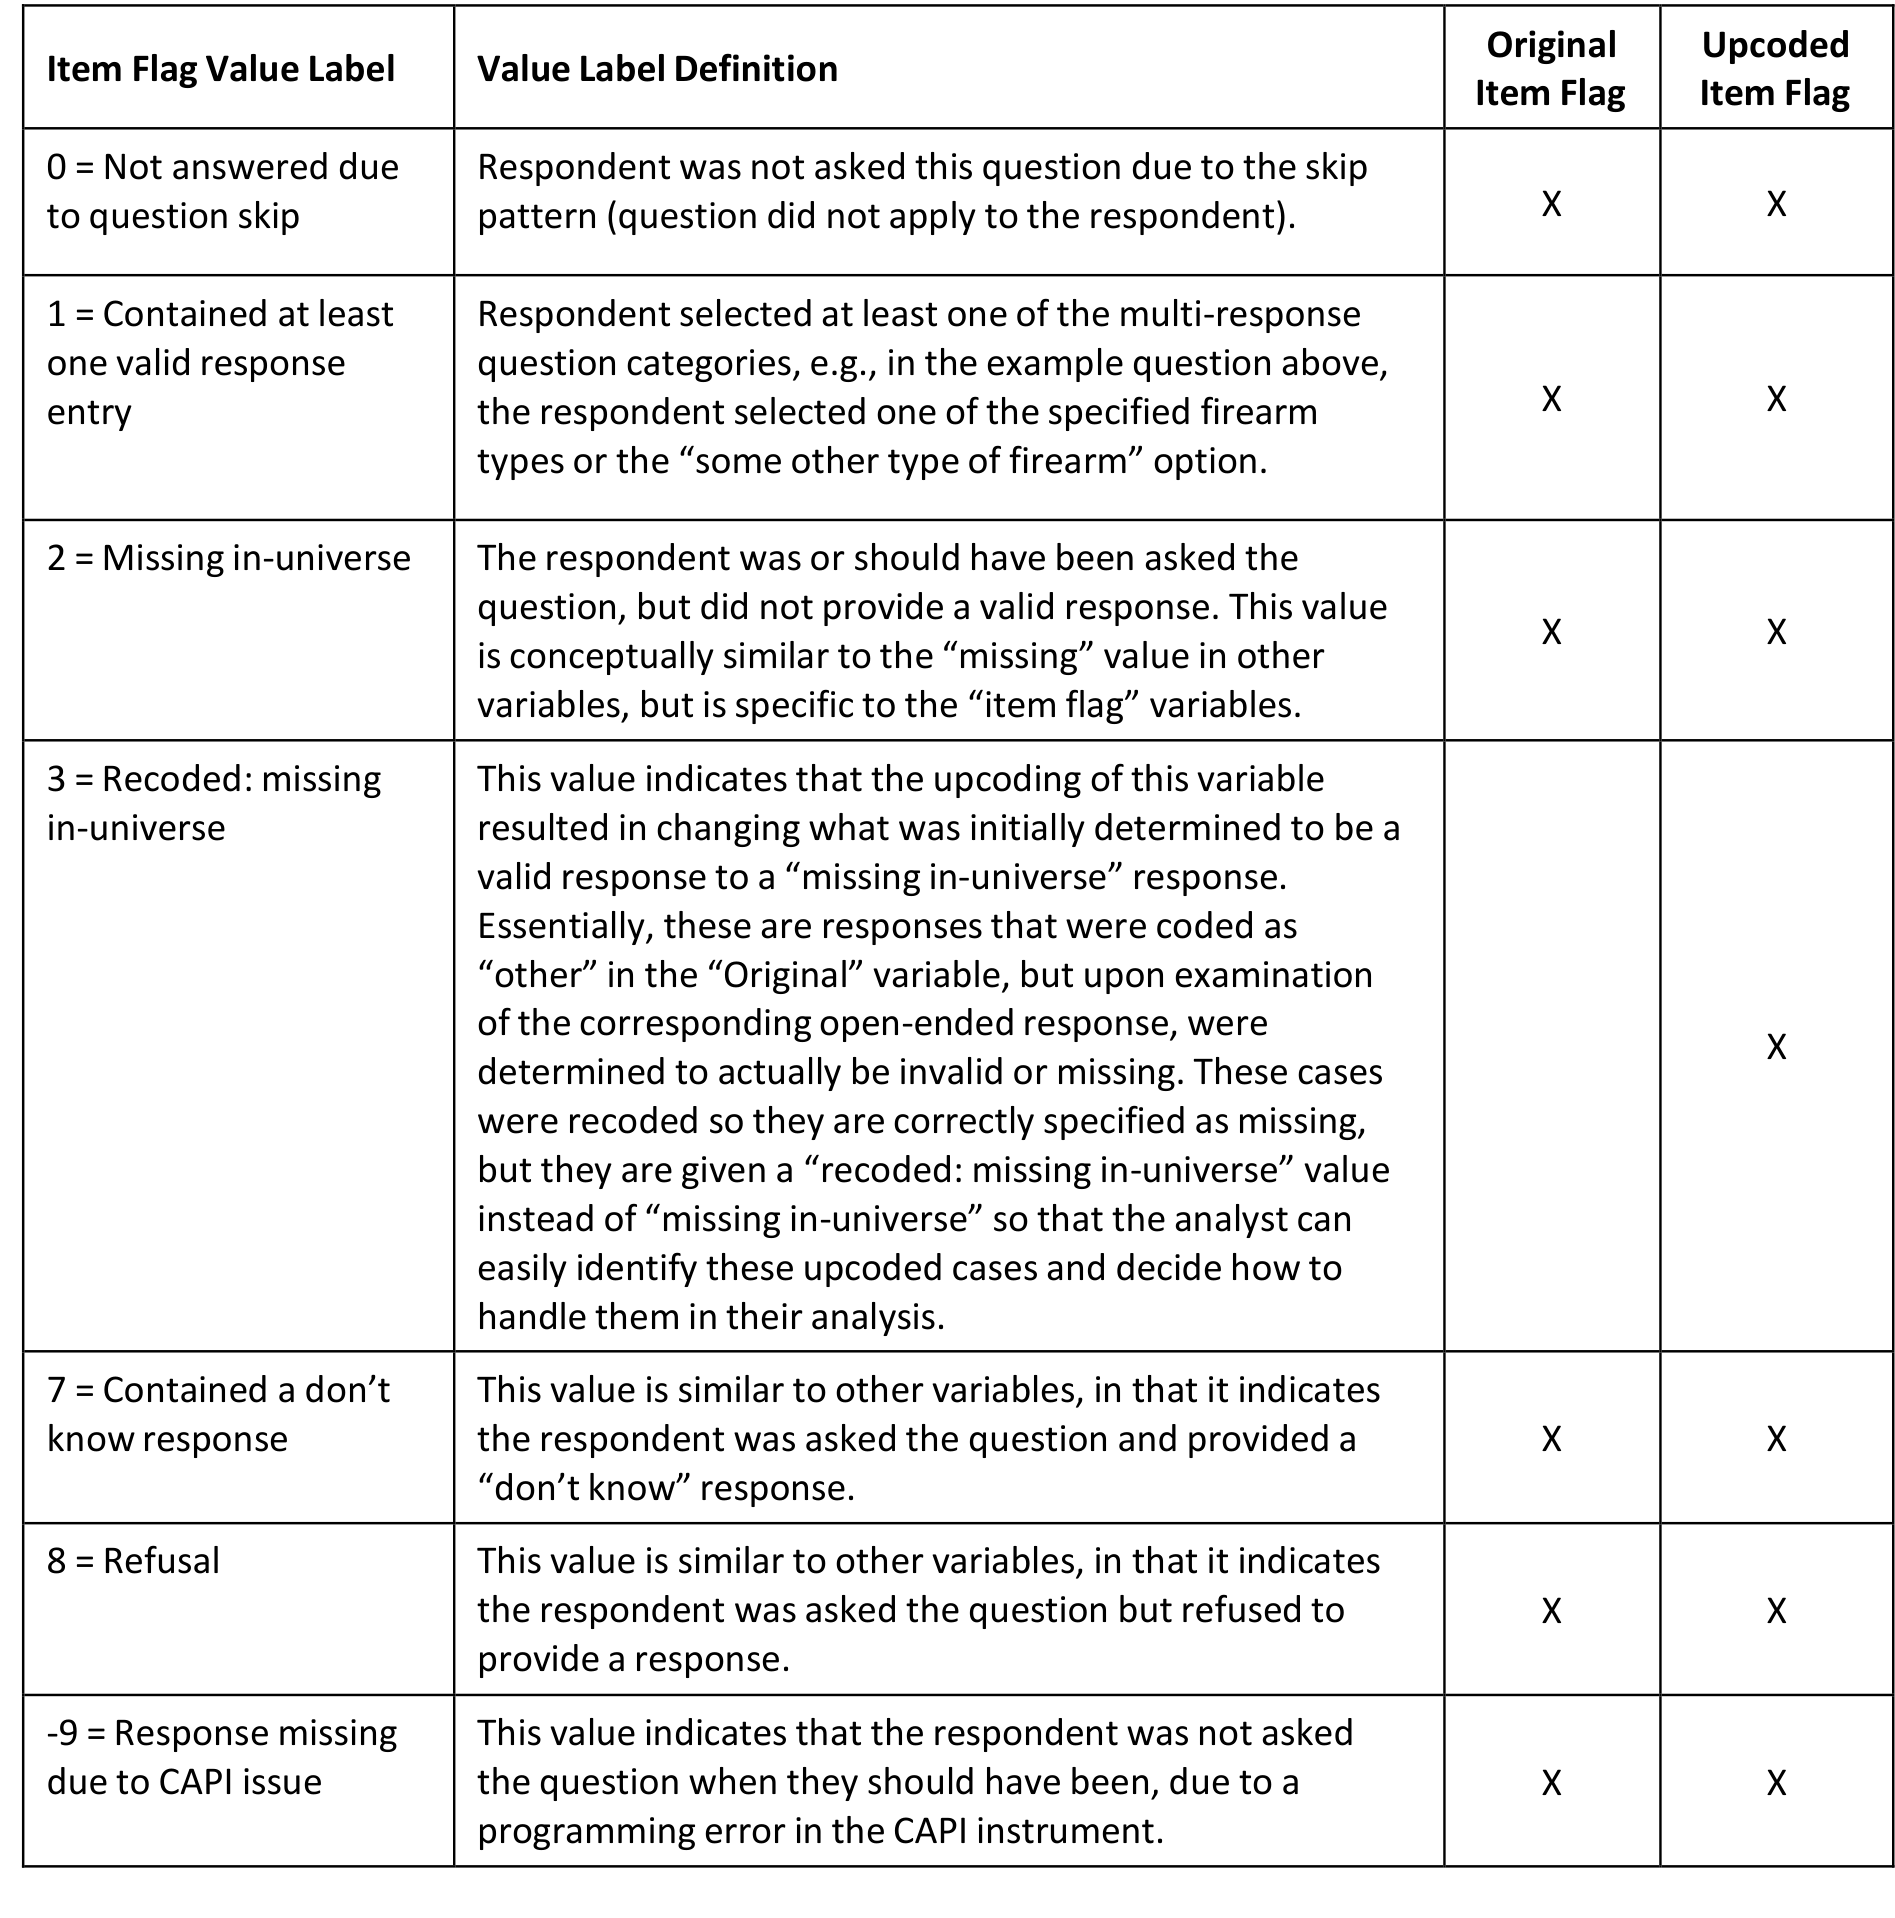 Item Flag Value Label
Value Label Definition
Original
Item Flag
Upcoded
Item Flag
0 = Not answered due
to question skip
Respondent was not asked this question due to the skip
pattern (question did not apply to the respondent).
X
X
1 = Contained at least
one valid response
entry
Respondent selected at least one of the multi-response
question categories, e.g., in the example question above,
the respondent selected one of the specified firearm
types or the “some other type of firearm” option.
X
X
2 = Missing in-universe
The respondent was or should have been asked the
question, but did not provide a valid response. This value
is conceptually similar to the “missing” value in other
variables, but is specific to the “item flag” variables.
X
X
3 = Recoded: missing
in-universe
This value indicates that the upcoding of this variable
resulted in changing what was initially determined to be a
valid response to a “missing in-universe” response.
Essentially, these are responses that were coded as
“other” in the “Original” variable, but upon examination
of the corresponding open-ended response, were
determined to actually be invalid or missing. These cases
were recoded so they are correctly specified as missing,
but they are given a “recoded: missing in-universe” value
instead of “missing in-universe” so that the analyst can
easily identify these upcoded cases and decide how to
handle them in their analysis.
X
7 = Contained a don’t
know response
This value is similar to other variables, in that it indicates
the respondent was asked the question and provided a
“don’t know” response.
X
X
8 = Refusal
This value is similar to other variables, in that it indicates
the respondent was asked the question but refused to
provide a response.
X
X
-9 = Response missing
due to CAPI issue
This value indicates that the respondent was not asked
the question when they should have been, due to a
programming error in the CAPI instrument.
X
X